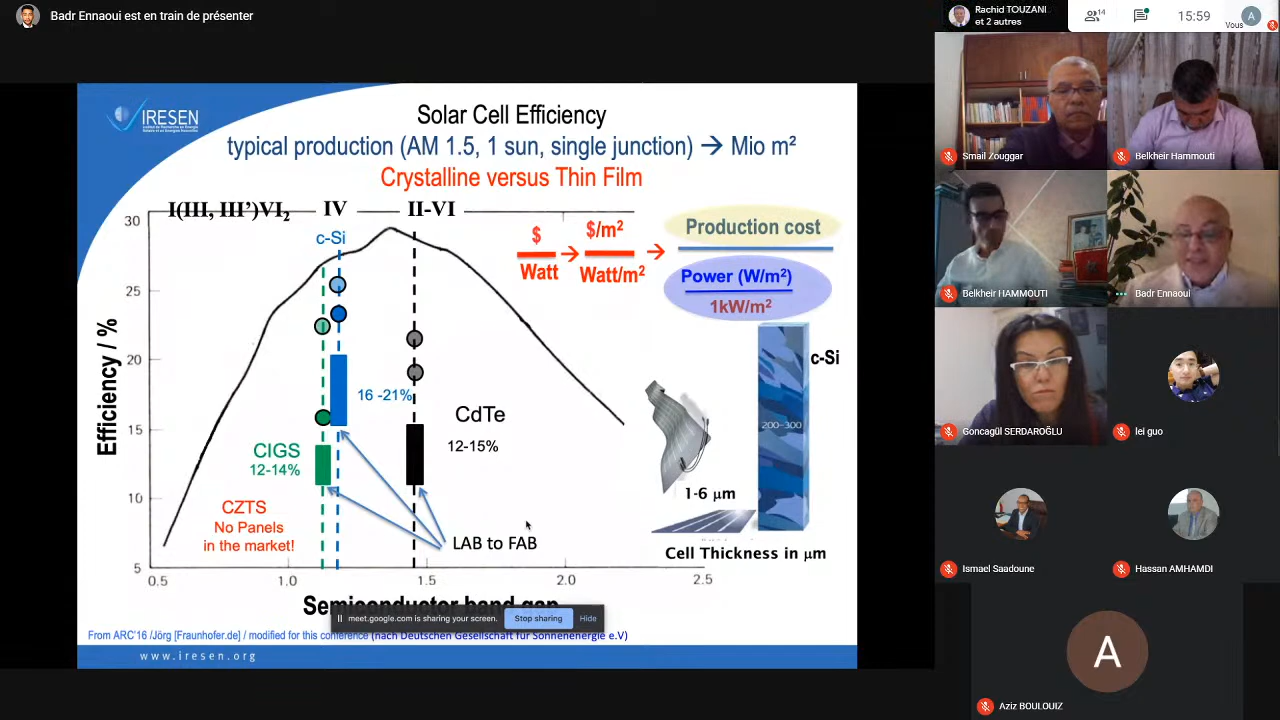 Badr Ennaoui est en train de présenter
Rachid TOUZANI
et 2 autres
14
15:59
A
Vous
IRESEN
Solar Cell Efficiency
typical production (AM 1.5, 1 sun, single junction) → Mio m²
Crystalline versus Thin Film
I(III, III’)VI₂
IV
II-VI
c-Si
30
25
20
15
10
5
Efficiency / %
$
Watt
→
$/m²
Watt/m²
→
Production cost
Power (W/m²)
1kW/m²
16 -21%
CdTe
12-15%
CIGS
12-14%
CZTS
No Panels
in the market!
LAB to FAB
c-Si
200-300
1-6 μm
Cell Thickness in μm
0.5
1.0
1.5
2.0
2.5
Semiconductor band gap
meet.google.com is sharing your screen.
Stop sharing
Hide
From ARC'16 /Jörg [Fraunhofer.de] / modified for this conference (nach Deutschen Gesellschaft für Sonnenenergie e.V)
www.iresen.org
Smail Zouggar
Belkheir Hammouti
Belkheir HAMMOUTI
Badr Ennaoui
Goncagül SERDAROĞLU
lei guo
Ismael Saadoune
Hassan AMHAMDI
A
Aziz BOULOUIZ